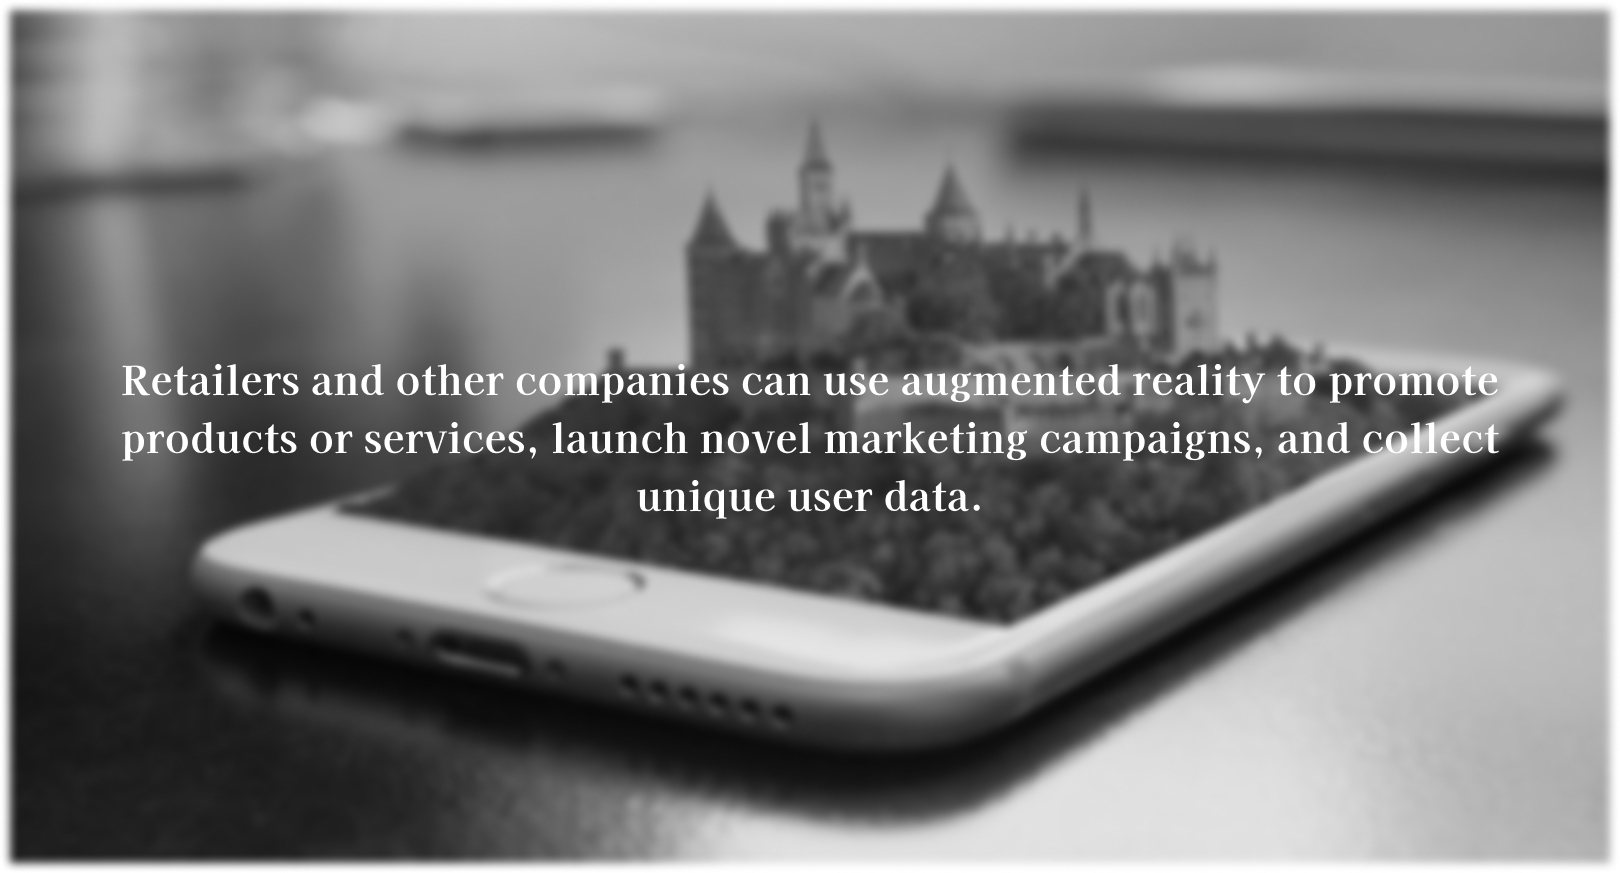 Retailers and other companies can use augmented reality to promote
products or services, launch novel marketing campaigns, and collect
unique user data.